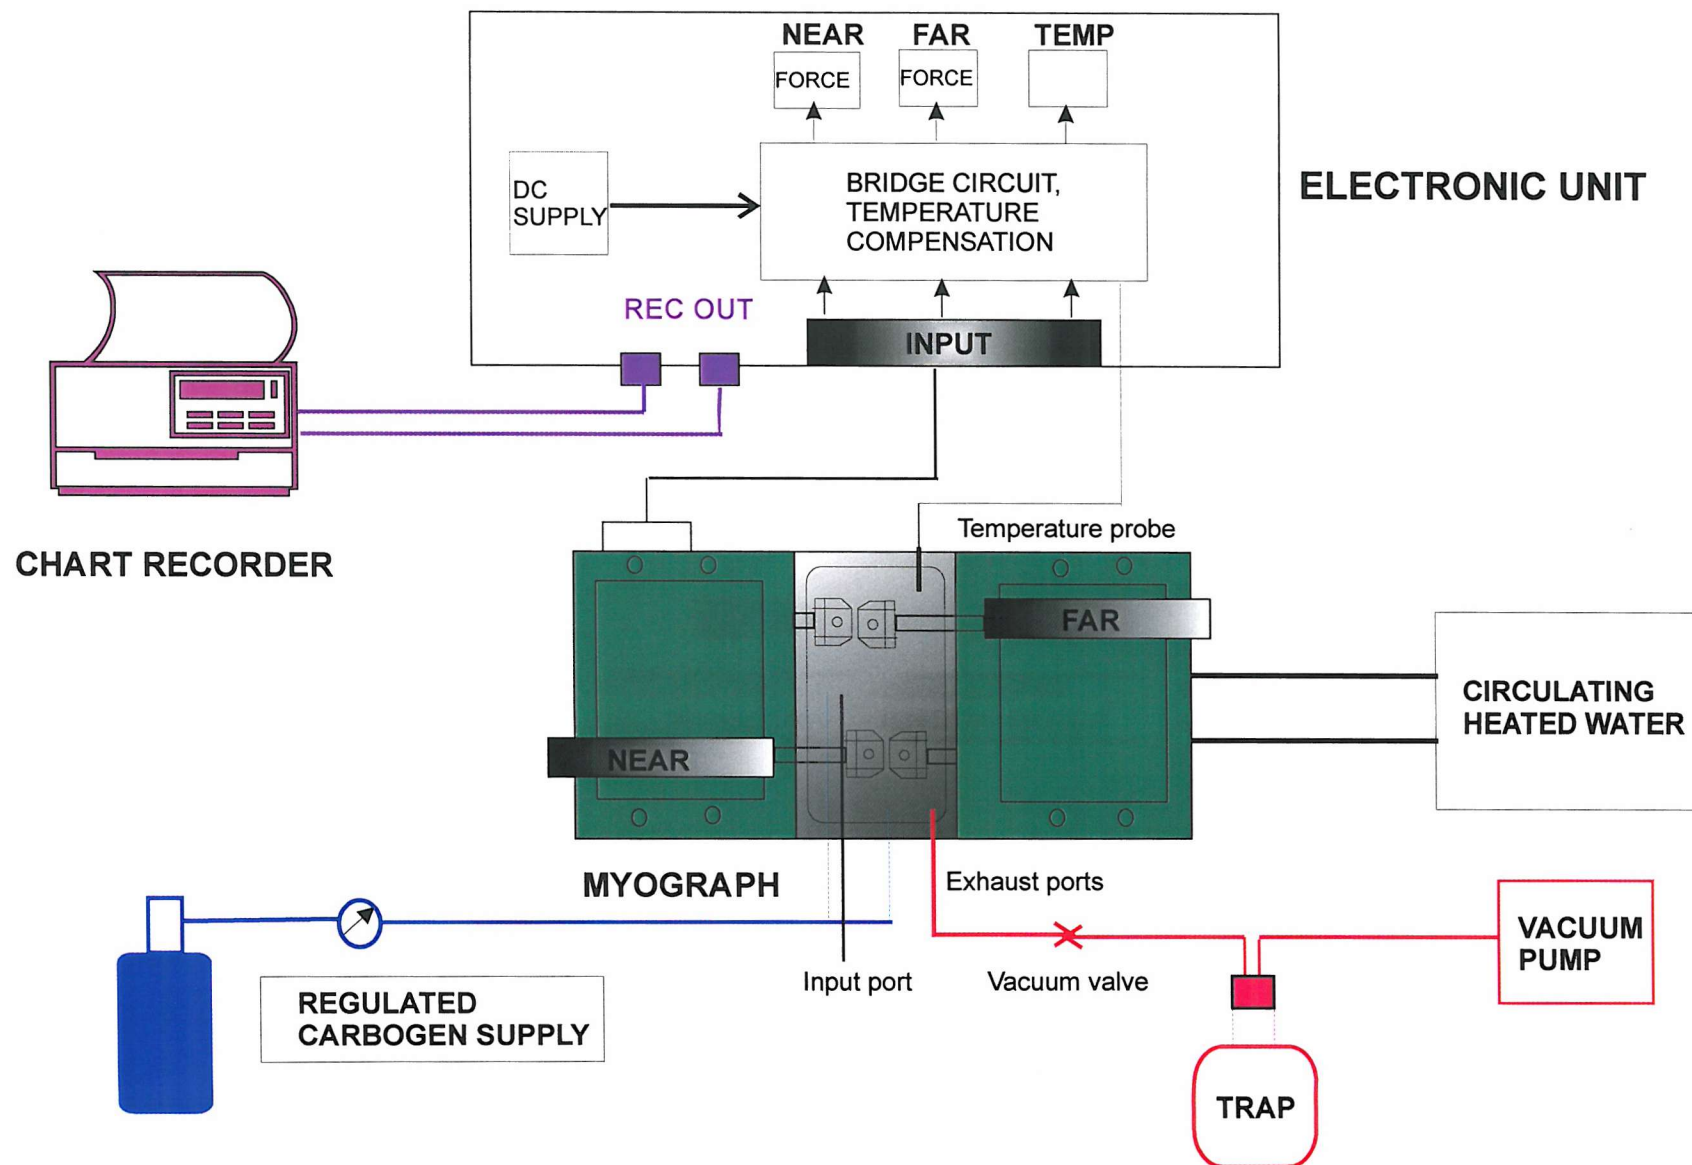 NEAR
FAR
TEMP
FORCE
FORCE
DC
SUPPLY
BRIDGE CIRCUIT,
TEMPERATURE
COMPENSATION
ELECTRONIC UNIT
REC OUT
INPUT
CHART RECORDER
Temperature probe
FAR
NEAR
CIRCULATING
HEATED WATER
MYOGRAPH
Exhaust ports
Input port
Vacuum valve
VACUUM
PUMP
REGULATED
CARBOGEN SUPPLY
TRAP